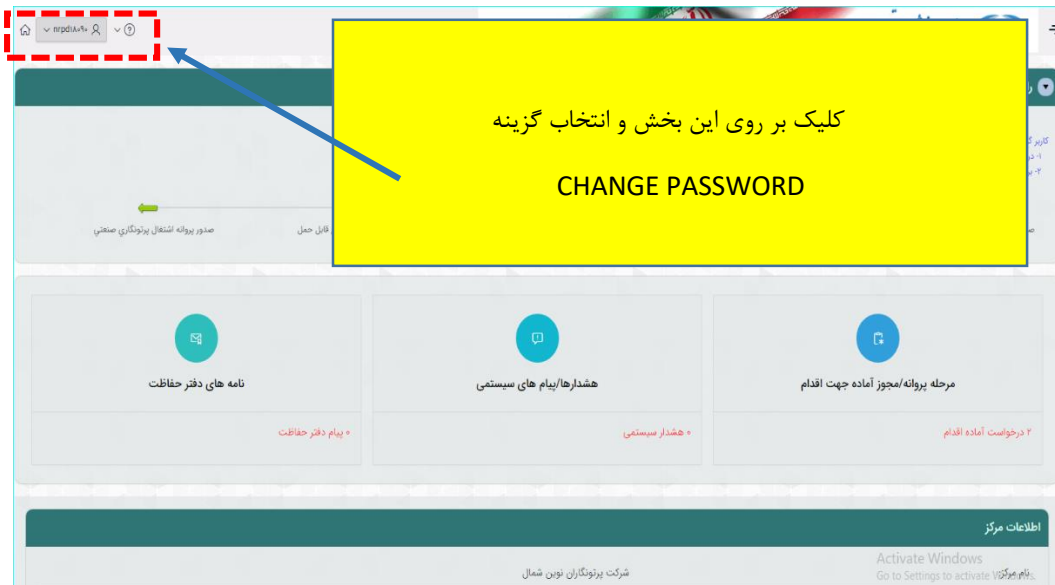 nrpd۱۸۰۹۰
کلیک بر روی این بخش و انتخاب گزینه
CHANGE PASSWORD
کاربر
قابل حمل
صدور پروانه اشتغال پرتونگاری صنعتی
مرحله پروانه/مجوز آماده جهت اقدام
هشدارها/پیام های سیستمی
نامه های دفتر حفاظت
۲ درخواست آماده اقدام
۰ هشدار سیستمی
۰ پیام دفتر حفاظت
اطلاعات مرکز
Activate Windows
نام مرکز:
شرکت پرتونگاران نوین شمال
Go to Settings to activate Windows.